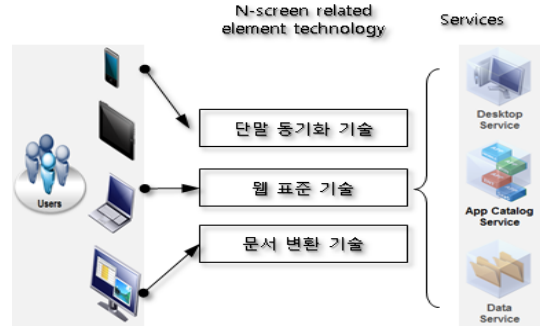 N-screen related
element technology
Services
단말 동기화 기술
웹 표준 기술
문서 변환 기술
Users
Desktop
Service
App Catalog
Service
Data
Service